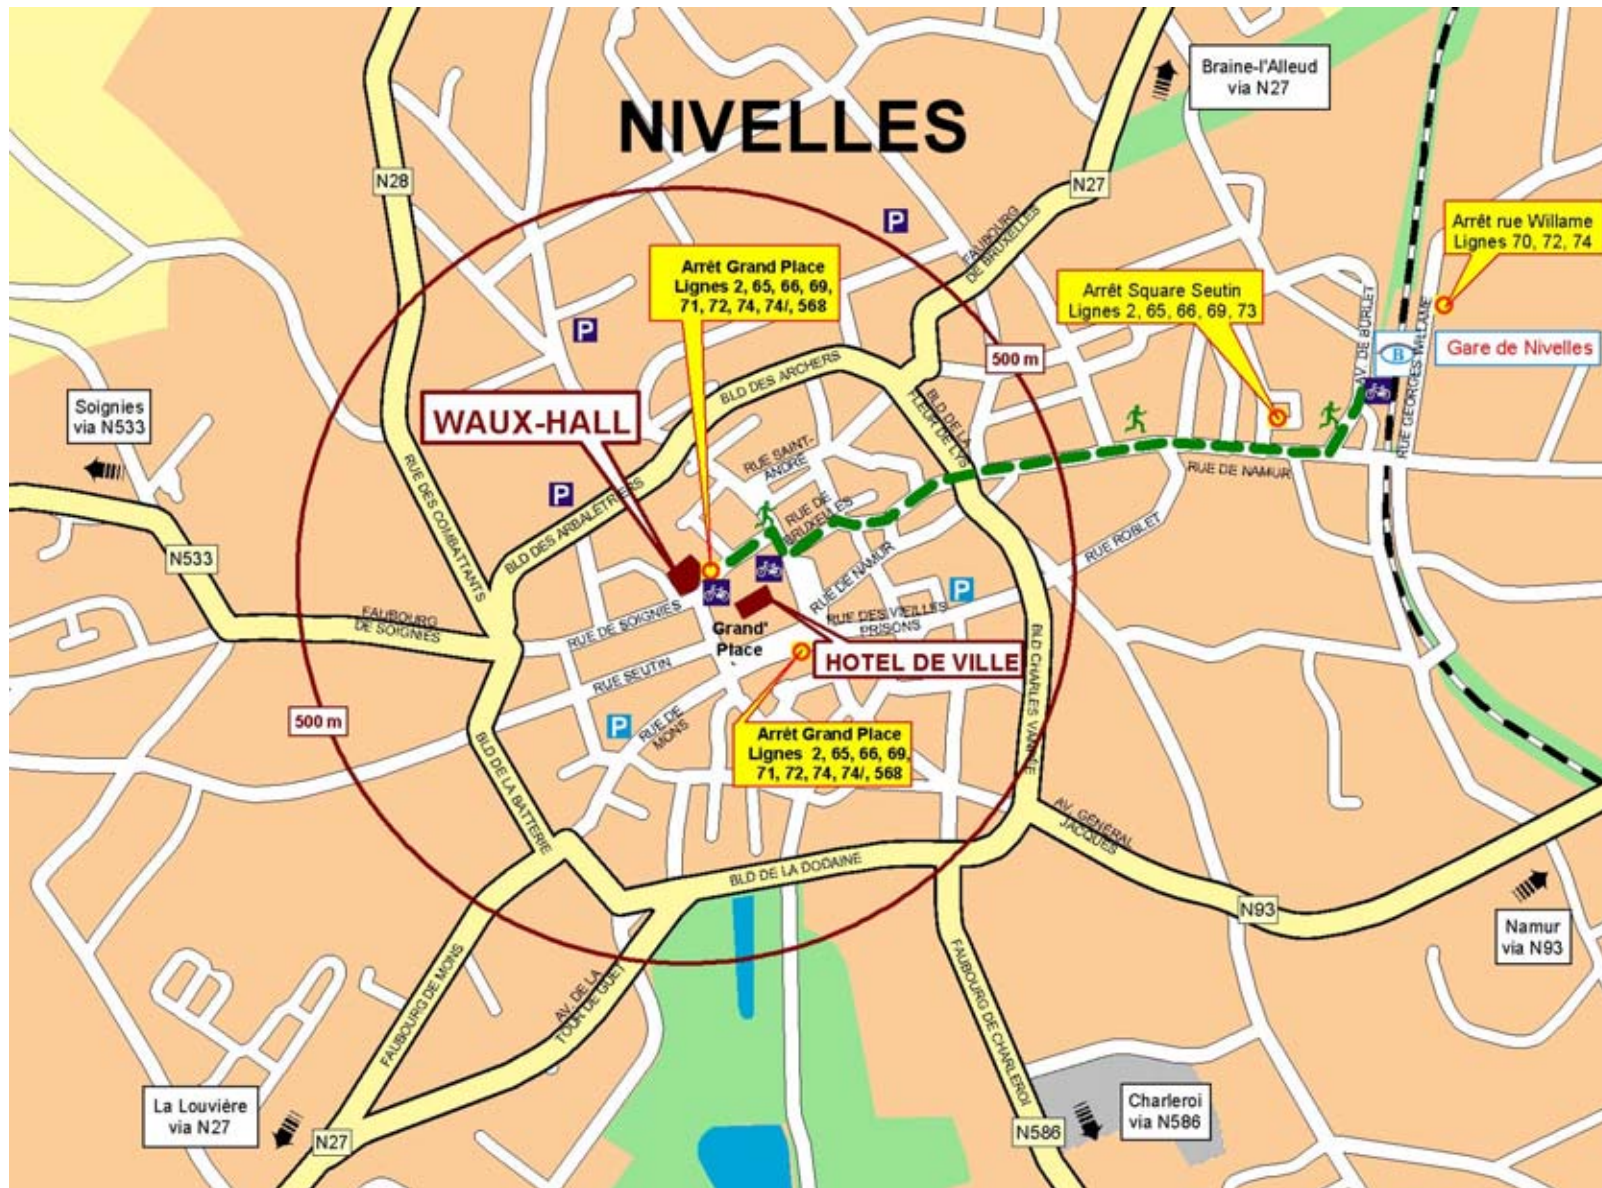 NIVELLES
Braine-l'Alleud
via N27
N28
N27
Arrêt rue Willame
Lignes 70, 72, 74
P
FAUBOURG
DE BRUXELLES
Arrêt Grand Place
Lignes 2, 65, 66, 69,
71, 72, 74, 74/, 568
Arrêt Square Seutin
Lignes 2, 65, 66, 69, 73
AV. DE BURLET
RUE GEORGES WILLAME
B
Gare de Nivelles
P
500 m
BLD DES ARCHERS
Soignies
via N533
WAUX-HALL
BLD DE LA
FLEUR DE LYS
RUE SAINT-
ANDRÉ
RUE DE NAMUR
P
RUE DES COMBATTANTS
BLD DES ARBALETRIERS
RUE DE
BRUXELLES
RUE ROBLET
N533
RUE DE NAMUR
P
FAUBOURG
DE SOIGNIES
RUE DE SOIGNIES
RUE DES VIEILLES
PRISONS
Grand'
Place
HOTEL DE VILLE
RUE SEUTIN
BLD CHARLES VANPÉE
500 m
P
RUE DE
MONS
Arrêt Grand Place
Lignes 2, 65, 66, 69,
71, 72, 74, 74/, 568
BLD DE LA BATTERIE
AV. GÉNÉRAL
JACQUES
BLD DE LA DODAINE
N93
Namur
via N93
FAUBOURG DE MONS
AV. DE LA
TOUR DE GUET
FAUBOURG DE CHARLEROI
La Louvière
via N27
N27
N586
Charleroi
via N586